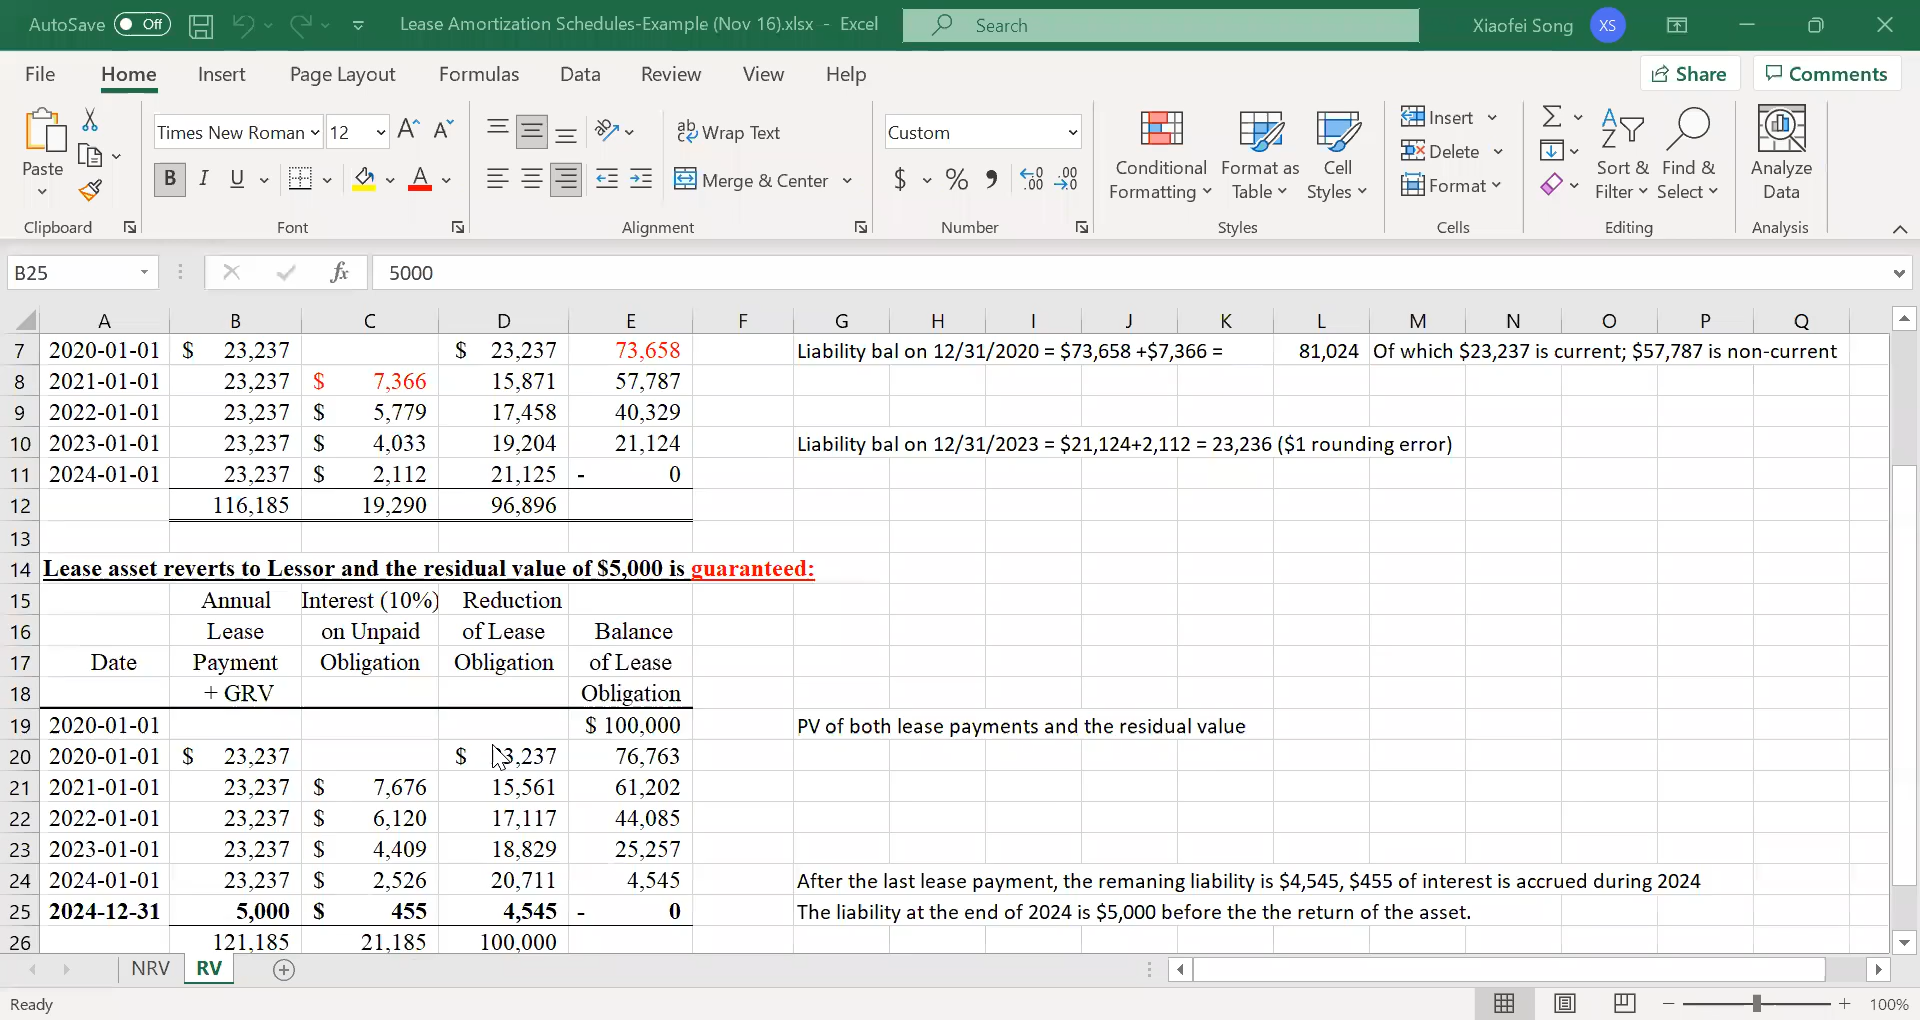 AutoSave Off Lease Amortization Schedules-Example (Nov 16).xlsx - Excel Search Xiaofei Song XS
File Home Insert Page Layout Formulas Data Review View Help Share Comments
Paste Times New Roman 12 Wrap Text Custom Conditional Formatting Format as Table Cell Styles Insert Sort & Filter Find & Select Analyze Data
B I U A Merge & Center $ % Delete
Format
Clipboard Font Alignment Number Styles Cells Editing Analysis
B25 fx 5000
A B C D E F G H I J K L M N O P Q
7 2020-01-01 $ 23,237 $ 23,237 73,658 Liability bal on 12/31/2020 = $73,658 +$7,366 = 81,024 Of which $23,237 is current; $57,787 is non-current
8 2021-01-01 23,237 $ 7,366 15,871 57,787
9 2022-01-01 23,237 $ 5,779 17,458 40,329
10 2023-01-01 23,237 $ 4,033 19,204 21,124 Liability bal on 12/31/2023 = $21,124+2,112 = 23,236 ($1 rounding error)
11 2024-01-01 23,237 $ 2,112 21,125 - 0
12 116,185 19,290 96,896
13
14 Lease asset reverts to Lessor and the residual value of $5,000 is guaranteed:
15 Annual Interest (10%) Reduction
16 Lease on Unpaid of Lease Balance
17 Date Payment Obligation Obligation of Lease
18 + GRV Obligation
19 2020-01-01 $ 100,000 PV of both lease payments and the residual value
20 2020-01-01 $ 23,237 $ 3,237 76,763
21 2021-01-01 23,237 $ 7,676 15,561 61,202
22 2022-01-01 23,237 $ 6,120 17,117 44,085
23 2023-01-01 23,237 $ 4,409 18,829 25,257
24 2024-01-01 23,237 $ 2,526 20,711 4,545 After the last lease payment, the remaning liability is $4,545, $455 of interest is accrued during 2024
25 2024-12-31 5,000 $ 455 4,545 - 0 The liability at the end of 2024 is $5,000 before the the return of the asset.
26 121,185 21,185 100,000
NRV RV
Ready 100%